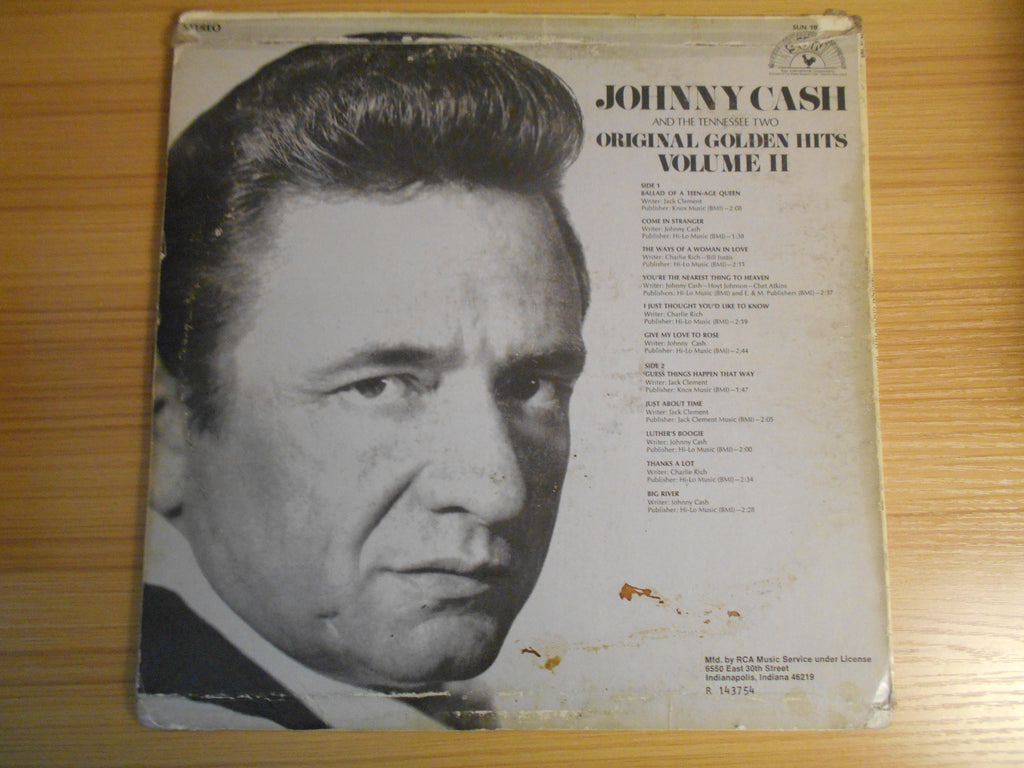 STEREO
SUN 10
SUN
JOHNNY CASH
AND THE TENNESSEE TWO
ORIGINAL GOLDEN HITS
VOLUME II
SIDE 1
BALLAD OF A TEEN-AGE QUEEN
Writer: Jack Clement
Publisher: Knox Music (BMI)—2:08
COME IN STRANGER
Writer: Johnny Cash
Publisher: Hi-Lo Music (BMI)—1:38
THE WAYS OF A WOMAN IN LOVE
Writer: Charlie Rich—Bill Justis
Publisher: Hi-Lo Music (BMI)—2:11
YOU'RE THE NEAREST THING TO HEAVEN
Writer: Johnny Cash—Hoyt Johnson—Chet Atkins
Publishers: Hi-Lo Music (BMI) and E. & M. Publishers (BMI)—2:37
I JUST THOUGHT YOU'D LIKE TO KNOW
Writer: Charlie Rich
Publisher: Hi-Lo Music (BMI)—2:19
GIVE MY LOVE TO ROSE
Writer: Johnny Cash
Publisher: Hi-Lo Music (BMI)—2:44
SIDE 2
GUESS THINGS HAPPEN THAT WAY
Writer: Jack Clement
Publisher: Knox Music (BMI)—1:47
JUST ABOUT TIME
Writer: Jack Clement
Publisher: Jack Clement Music (BMI)—2:05
LUTHER'S BOOGIE
Writer: Johnny Cash
Publisher: Hi-Lo Music (BMI)—2:00
THANKS A LOT
Writer: Charlie Rich
Publisher: Hi-Lo Music (BMI)—2:34
BIG RIVER
Writer: Johnny Cash
Publisher: Hi-Lo Music (BMI)—2:28
Mfd. by RCA Music Service under License
6550 East 30th Street
Indianapolis, Indiana 46219
R 143754